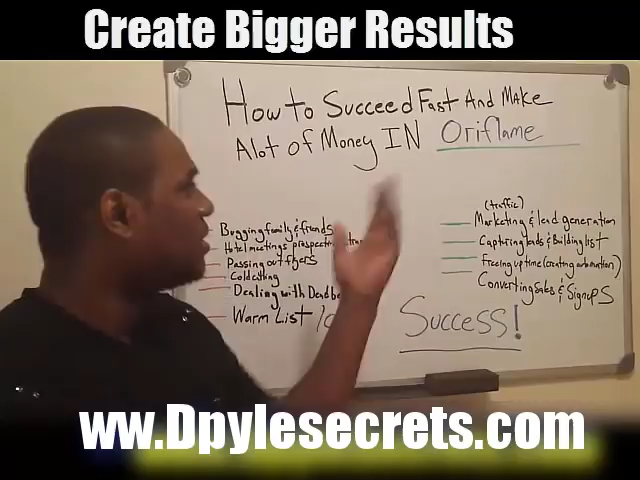 Create Bigger Results
How to Succeed Fast And Make
Alot of Money IN Oriflame
Bugging family & friends
Hotel meetings prospecting
Passing out flyers
Cold calling
Dealing with Dead
Warm List
(traffic)
Marketing & lead generation
Capturing leads & Building list
Freeing up time (creating automation)
Converting Sales & Signups
Success!
ww.Dpylesecrets.com